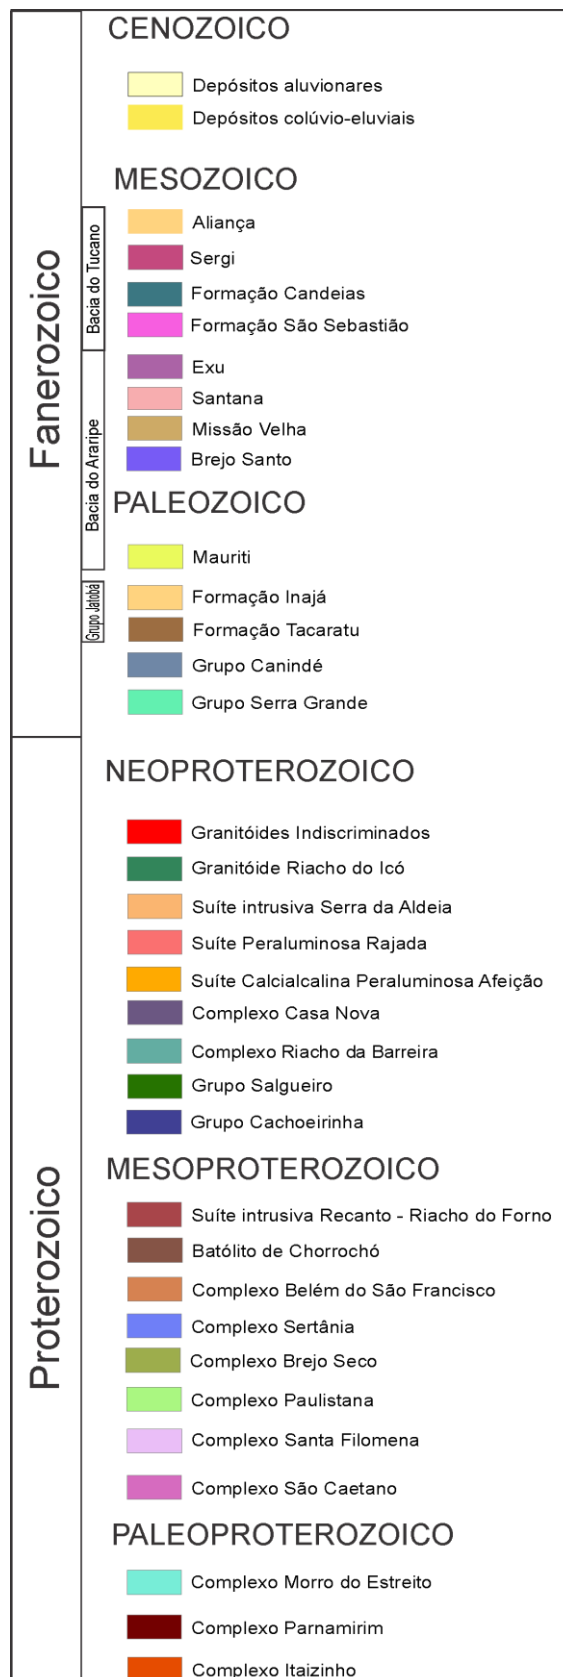 Fanerozoico
CENOZOICO
Depósitos aluvionares
Depósitos colúvio-eluviais
MESOZOICO
Bacia do Tucano
Aliança
Sergi
Formação Candeias
Formação São Sebastião
Bacia do Araripe
Exu
Santana
Missão Velha
Brejo Santo
PALEOZOICO
Mauriti
Grupo Jatobá
Formação Inajá
Formação Tacaratu
Grupo Canindé
Grupo Serra Grande
Proterozoico
NEOPROTEROZOICO
Granitóides Indiscriminados
Granitóide Riacho do Icó
Suíte intrusiva Serra da Aldeia
Suíte Peraluminosa Rajada
Suíte Calcialcalina Peraluminosa Afeição
Complexo Casa Nova
Complexo Riacho da Barreira
Grupo Salgueiro
Grupo Cachoeirinha
MESOPROTEROZOICO
Suíte intrusiva Recanto - Riacho do Forno
Batólito de Chorrochó
Complexo Belém do São Francisco
Complexo Sertânia
Complexo Brejo Seco
Complexo Paulistana
Complexo Santa Filomena
Complexo São Caetano
PALEOPROTEROZOICO
Complexo Morro do Estreito
Complexo Parnamirim
Complexo Itaizinho